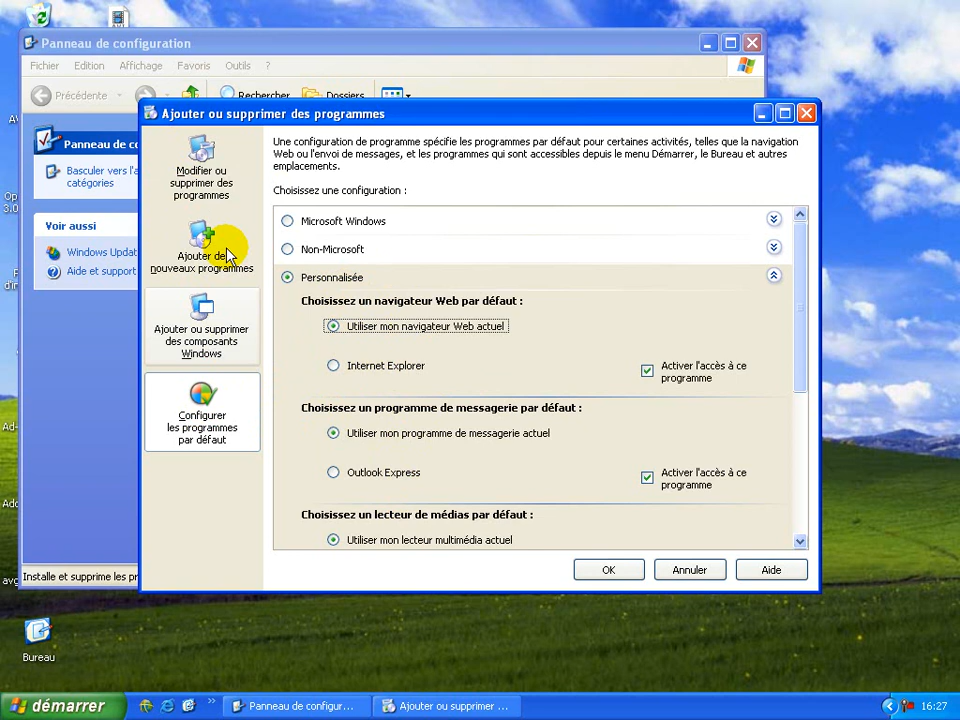 Panneau de configuration
Fichier Edition Affichage Favoris Outils ?
Précédente Rechercher Dossiers
Ajouter ou supprimer des programmes
Panneau de co
Basculer vers l'a
catégories
Voir aussi
Windows Updat
Aide et support
Modifier ou
supprimer des
programmes
Ajouter de
nouveaux programmes
Ajouter ou supprimer
des composants
Windows
Configurer
les programmes
par défaut
Une configuration de programme spécifie les programmes par défaut pour certaines activités, telles que la navigation
Web ou l'envoi de messages, et les programmes qui sont accessibles depuis le menu Démarrer, le Bureau et autres
emplacements.
Choisissez une configuration :
Microsoft Windows
Non-Microsoft
Personnalisée
Choisissez un navigateur Web par défaut :
Utiliser mon navigateur Web actuel
Internet Explorer
Activer l'accès à ce
programme
Choisissez un programme de messagerie par défaut :
Utiliser mon programme de messagerie actuel
Outlook Express
Activer l'accès à ce
programme
Choisissez un lecteur de médias par défaut :
Utiliser mon lecteur multimédia actuel
OK Annuler Aide
Installe et supprime les pr
Bureau
démarrer
Panneau de configur...
Ajouter ou supprimer ...
16:27